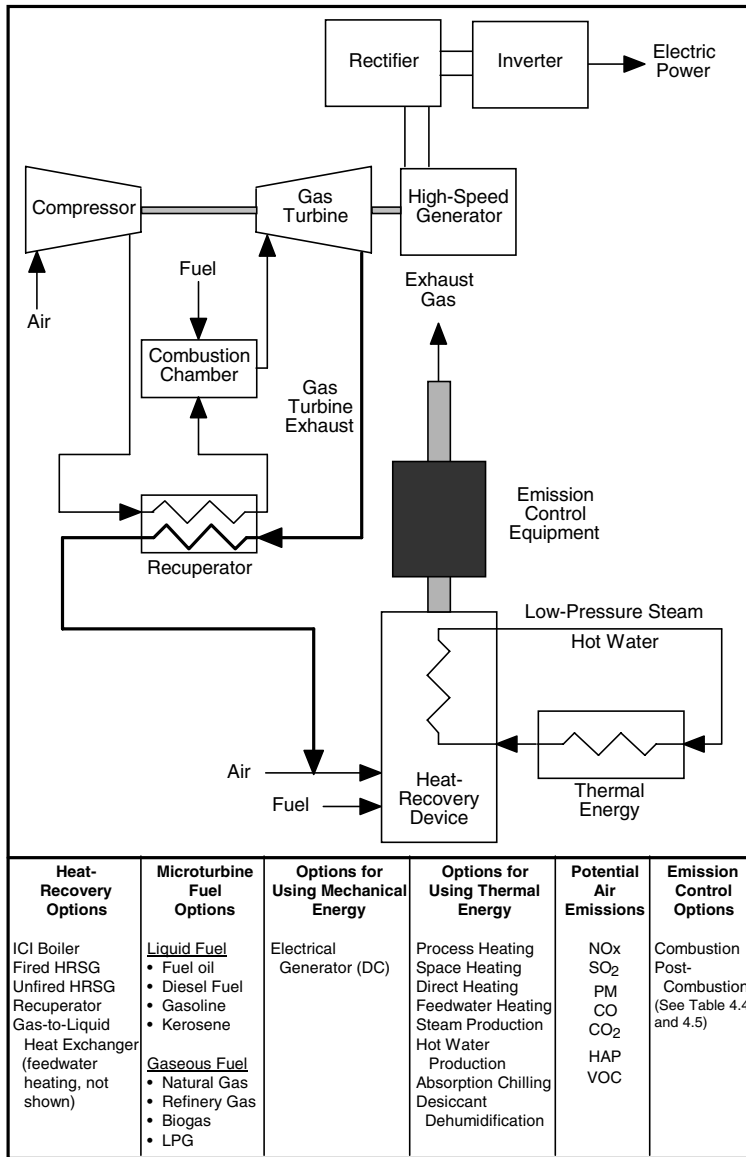 Rectifier
Inverter
Electric
Power
Compressor
Gas
Turbine
High-Speed
Generator
Air
Fuel
Combustion
Chamber
Gas
Turbine
Exhaust
Exhaust
Gas
Recuperator
Emission
Control
Equipment
Low-Pressure Steam
Hot Water
Air
Fuel
Heat-
Recovery
Device
Thermal
Energy
Heat-
Recovery
Options
ICI Boiler
Fired HRSG
Unfired HRSG
Recuperator
Gas-to-Liquid
Heat Exchanger
(feedwater
heating, not
shown)
Microturbine
Fuel
Options
Liquid Fuel
• Fuel oil
• Diesel Fuel
• Gasoline
• Kerosene
Gaseous Fuel
• Natural Gas
• Refinery Gas
• Biogas
• LPG
Options for
Using Mechanical
Energy
Electrical
Generator (DC)
Options for
Using Thermal
Energy
Process Heating
Space Heating
Direct Heating
Feedwater Heating
Steam Production
Hot Water
Production
Absorption Chilling
Desiccant
Dehumidification
Potential
Air
Emissions
NOx
SO₂
PM
CO
CO₂
HAP
VOC
Emission
Control
Options
Combustion
Post-
Combustion
(See Table 4.4
and 4.5)